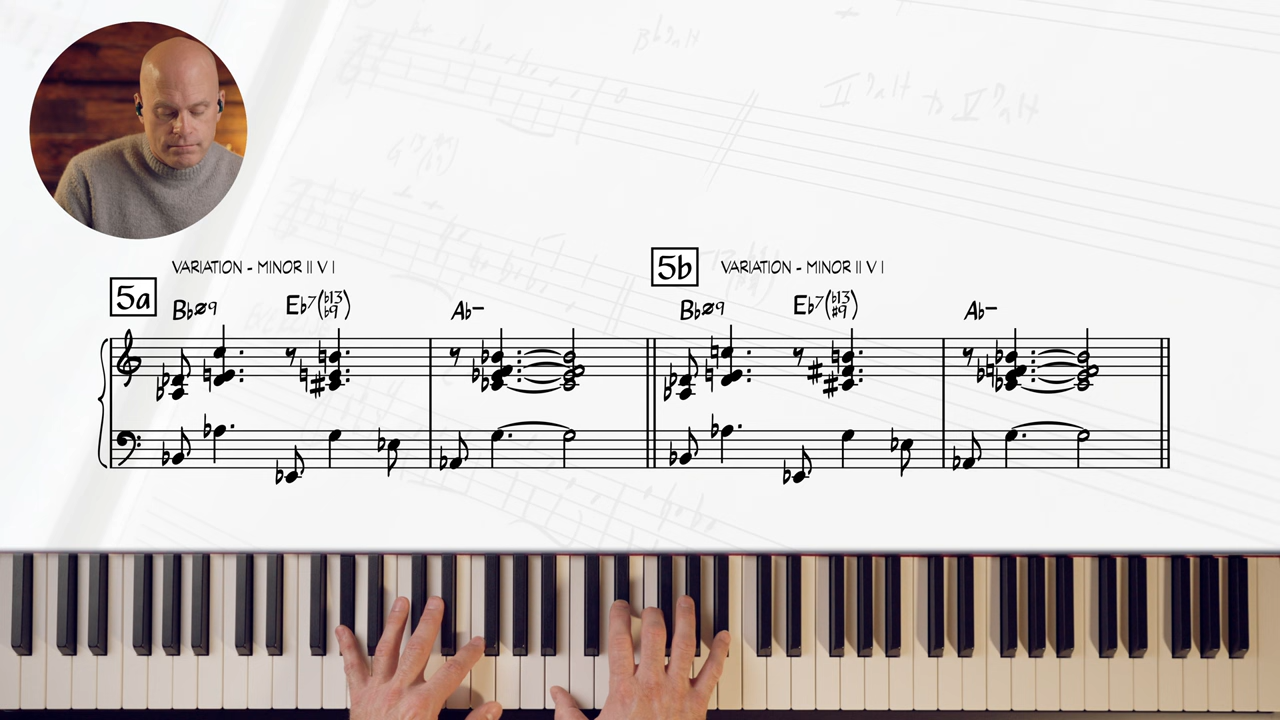 VARIATION - MINOR II V I
5a
Bbø9 Eb7(b13 b9) Ab-
VARIATION - MINOR II V I
5b
Bbø9 Eb7(b13 #9) Ab-